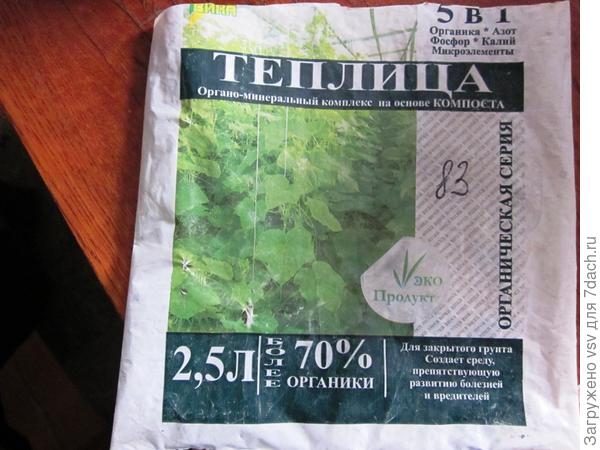 ВИКА
5 в 1
Органика * Азот
Фосфор * Калий
Микроэлементы
ТЕПЛИЦА
Органо-минеральный комплекс на основе КОМПОСТА
83
ОРГАНИЧЕСКАЯ СЕРИЯ
ЭКО
Продукт
2,5Л
БОЛЕЕ
70%
ОРГАНИКИ
Для закрытого грунта
Создает среду,
препятствующую
развитию болезней
и вредителей
Загружено vsv для 7dach.ru